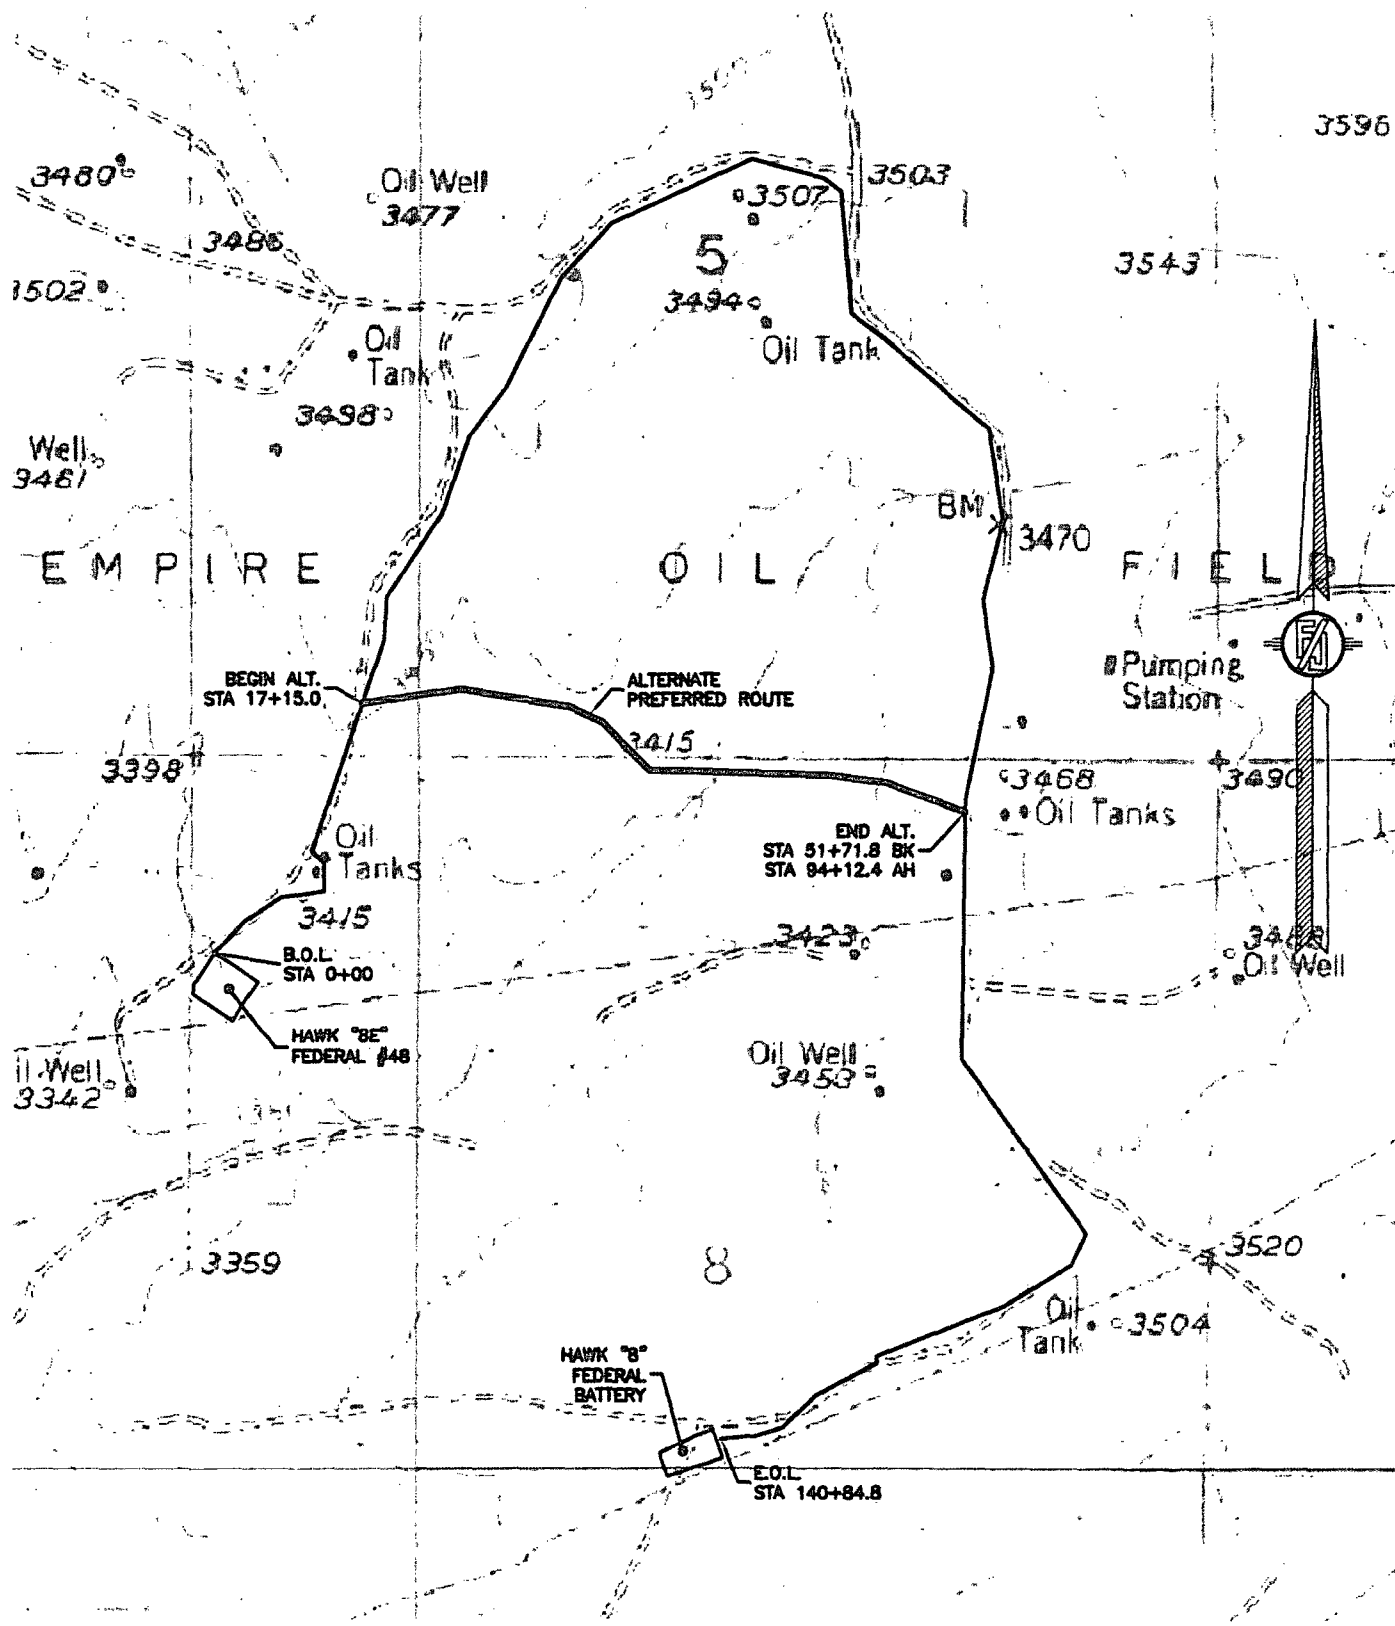 3596
3480
Oil Well
3477
3507
3503
3486
5
3543
1502
3494
Oil
Tank
Oil Tank
3498
Well
3461
BM
3470
EMPIRE OIL FIELD
Pumping
Station
BEGIN ALT.
STA 17+15.0
ALTERNATE
PREFERRED ROUTE
3415
3398
3468
3490
Oil Tanks
Oil
Tanks
END ALT.
STA 51+71.8 BK
STA 94+12.4 AH
3415
3423
3468
Oil Well
B.O.L.
STA 0+00
HAWK "8E"
FEDERAL #48
il Well
3342
Oil Well
3453
3359
8
3520
Oil
Tank
3504
HAWK "8"
FEDERAL
BATTERY
E.O.L.
STA 140+84.8